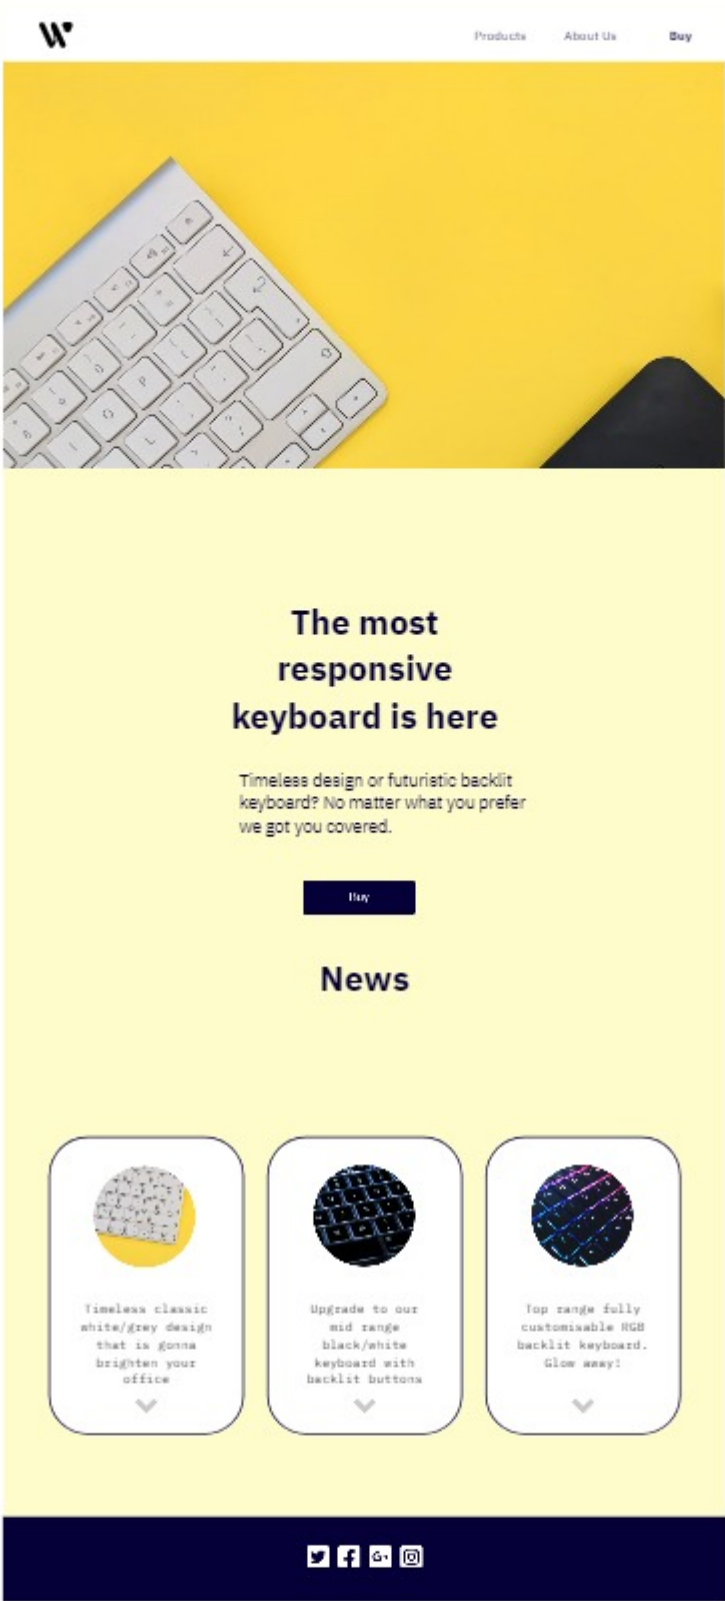 Products About Us Buy
The most
responsive
keyboard is here
Timeless design or futuristic backlit
keyboard? No matter what you prefer
we got you covered.
Buy
News
Timeless classic
white/grey design
that is gonna
brighten your
office
Upgrade to our
mid range
black/white
keyboard with
backlit buttons
Top range fully
customisable RGB
backlit keyboard.
Glow away!